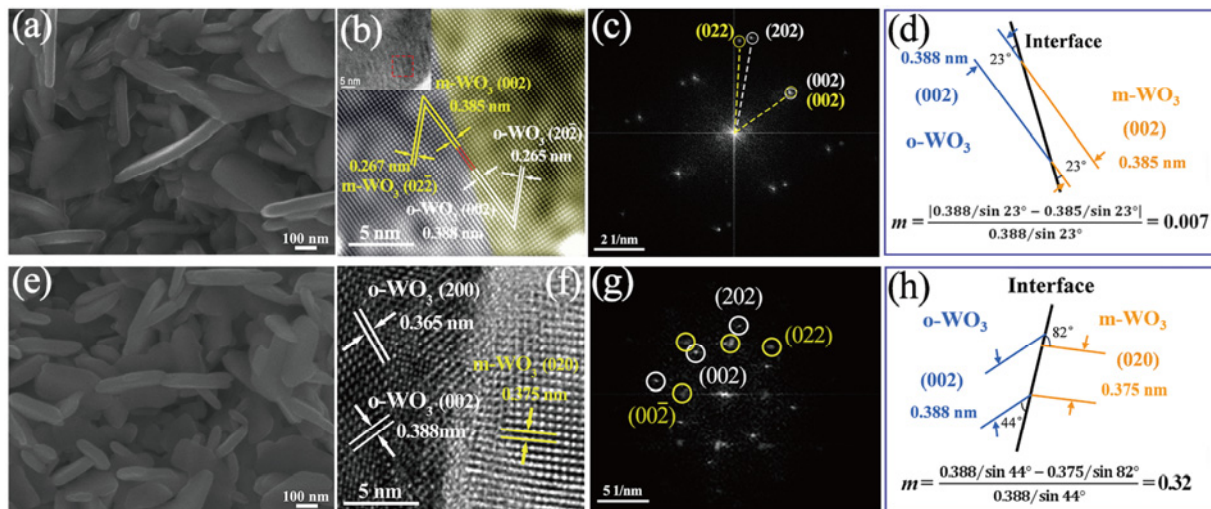 (a)
100 nm
(b)
5 nm
m-WO₃ (002)
0.385 nm
o-WO₃ (202̄)
0.265 nm
0.267 nm
m-WO₃ (022̄)
o-WO₃ (002)
0.388 nm
5 nm
(c)
(022)
(202)
(002)
(002)
2 1/nm
(d)
Interface
23°
0.388 nm
(002)
o-WO₃
m-WO₃
(002)
0.385 nm
23°
m = |0.388/sin 23° − 0.385/sin 23°| / 0.388/sin 23° = 0.007
(e)
100 nm
(f)
o-WO₃ (200)
0.365 nm
m-WO₃ (020)
0.375 nm
o-WO₃ (002)
0.388nm
5 nm
(g)
(202)
(022)
(002)
(002̄)
5 1/nm
(h)
Interface
o-WO₃
82°
m-WO₃
(020)
(002)
0.375 nm
0.388 nm
44°
m = 0.388/sin 44° − 0.375/sin 82° / 0.388/sin 44° = 0.32